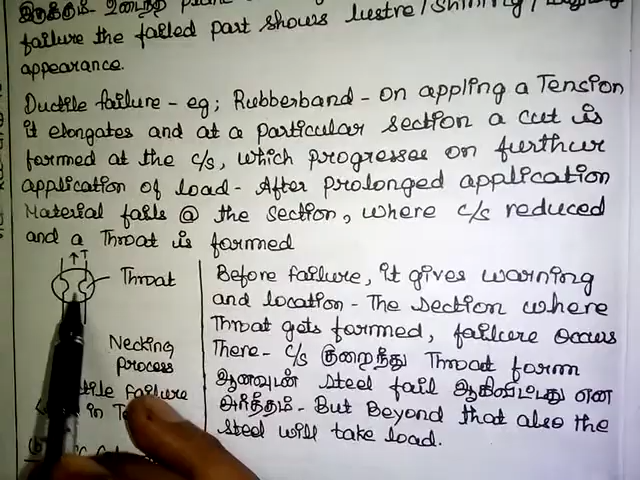 failure the failed part shows lustre/Shining/
appearance.
Ductile failure - eg; Rubberband - On appling a Tension
it elongates and at a particular section a cut is
formed at the c/s, which progresses on furthur
application of load - After prolonged application
Material fails @ the section, where c/s reduced
and a Throat is formed
↑T
Throat
Necking
Process
failure
in
Before failure, it gives warning
and location - The section where
Throat gets formed, failure occurs
There - c/s குறைந்து Throat form
ஆனவுடன் steel fail ஆகிவிட்டது என
அர்த்தம் - But Beyond that also the
steel will take load.